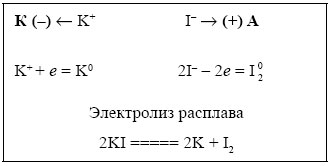 К (–) ← K⁺ I⁻ → (+) А
K⁺ + e = K⁰ 2I⁻ – 2e = I₂⁰
Электролиз расплава
2KI ===== 2K + I₂